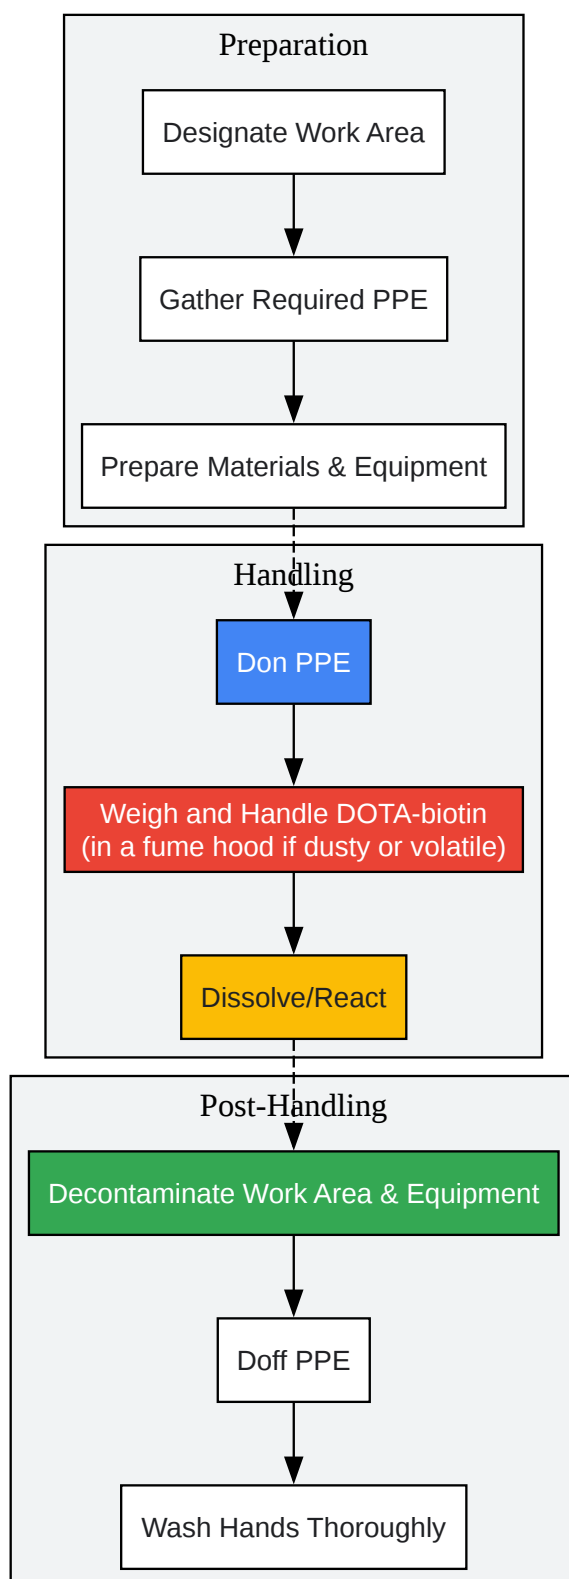 Preparation
Designate Work Area
Gather Required PPE
Prepare Materials & Equipment
Handling
Don PPE
Weigh and Handle DOTA-biotin
(in a fume hood if dusty or volatile)
Dissolve/React
Post-Handling
Decontaminate Work Area & Equipment
Doff PPE
Wash Hands Thoroughly